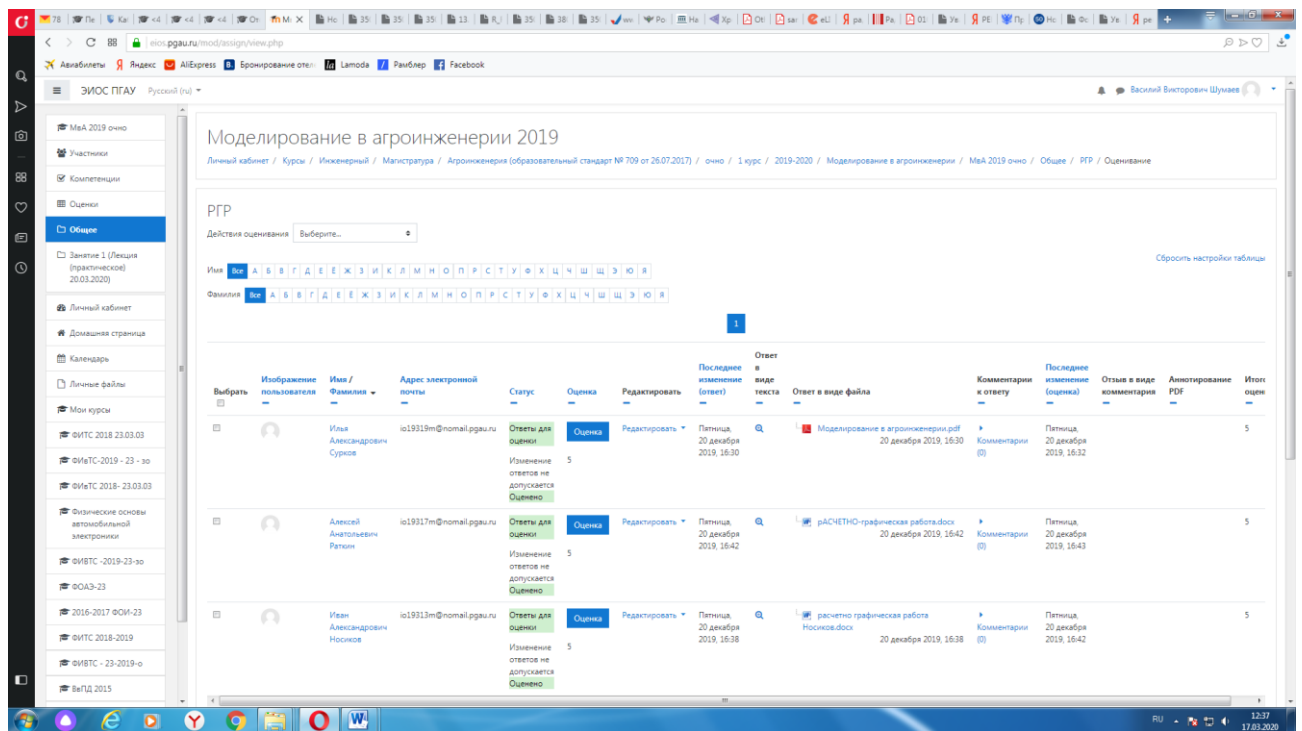 eios.pgau.ru/mod/assign/view.php
Авиабилеты Яндекс AliExpress Бронирование отел Lamoda Рамблер Facebook
ЭИОС ПГАУ Русский (ru)
Василий Викторович Шумаев
МвА 2019 очно
Участники
Компетенции
Оценки
Общее
Занятие 1 (Лекция
(практическое)
20.03.2020)
Личный кабинет
Домашняя страница
Календарь
Личные файлы
Мои курсы
ФИТС 2018 23.03.03
ФИвТС-2019 - 23 - зо
ФИвТС 2018- 23.03.03
Физические основы
автомобильной
электроники
ФИВТС -2019-23-зо
ФОАЭ-23
2016-2017 ФОИ-23
ФИТС 2018-2019
ФИВТС - 23-2019-о
ВвПД 2015
Моделирование в агроинженерии 2019
Личный кабинет / Курсы / Инженерный / Магистратура / Агроинженерия (образовательный стандарт № 709 от 26.07.2017) / очно / 1 курс / 2019-2020 / Моделирование в агроинженерии / МвА 2019 очно / Общее / РГР / Оценивание
РГР
Действия оценивания Выберите...
Сбросить настройки таблицы
Имя Все А Б В Г Д Е Ё Ж З И К Л М Н О П Р С Т У Ф Х Ц Ч Ш Щ Э Ю Я
Фамилия Все А Б В Г Д Е Ё Ж З И К Л М Н О П Р С Т У Ф Х Ц Ч Ш Щ Э Ю Я
1
Выбрать
Изображение
пользователя
Имя /
Фамилия
Адрес электронной
почты
Статус
Оценка
Редактировать
Последнее
изменение
(ответ)
Ответ
в
виде
текста
Ответ в виде файла
Комментарии
к ответу
Последнее
изменение
(оценка)
Отзыв в виде
комментария
Аннотирование
PDF
Итого
оцен
Илья
Александрович
Сурков
io19319m@nomail.pgau.ru
Ответы для
оценки
Изменение
ответов не
допускается
Оценено
Оценка
5
Редактировать
Пятница,
20 декабря
2019, 16:30
Моделирование в агроинженерии.pdf
20 декабря 2019, 16:30
Комментарии
(0)
Пятница,
20 декабря
2019, 16:32
5
Алексей
Анатольевич
Раткин
io19317m@nomail.pgau.ru
Ответы для
оценки
Изменение
ответов не
допускается
Оценено
Оценка
5
Редактировать
Пятница,
20 декабря
2019, 16:42
рАСЧЕТНО-графическая работа.docx
20 декабря 2019, 16:42
Комментарии
(0)
Пятница,
20 декабря
2019, 16:43
5
Иван
Александрович
Носиков
io19313m@nomail.pgau.ru
Ответы для
оценки
Изменение
ответов не
допускается
Оценено
Оценка
5
Редактировать
Пятница,
20 декабря
2019, 16:38
расчетно графическая работа
Носиков.docx
20 декабря 2019, 16:38
Комментарии
(0)
Пятница,
20 декабря
2019, 16:42
5
RU
12:37
17.03.2020